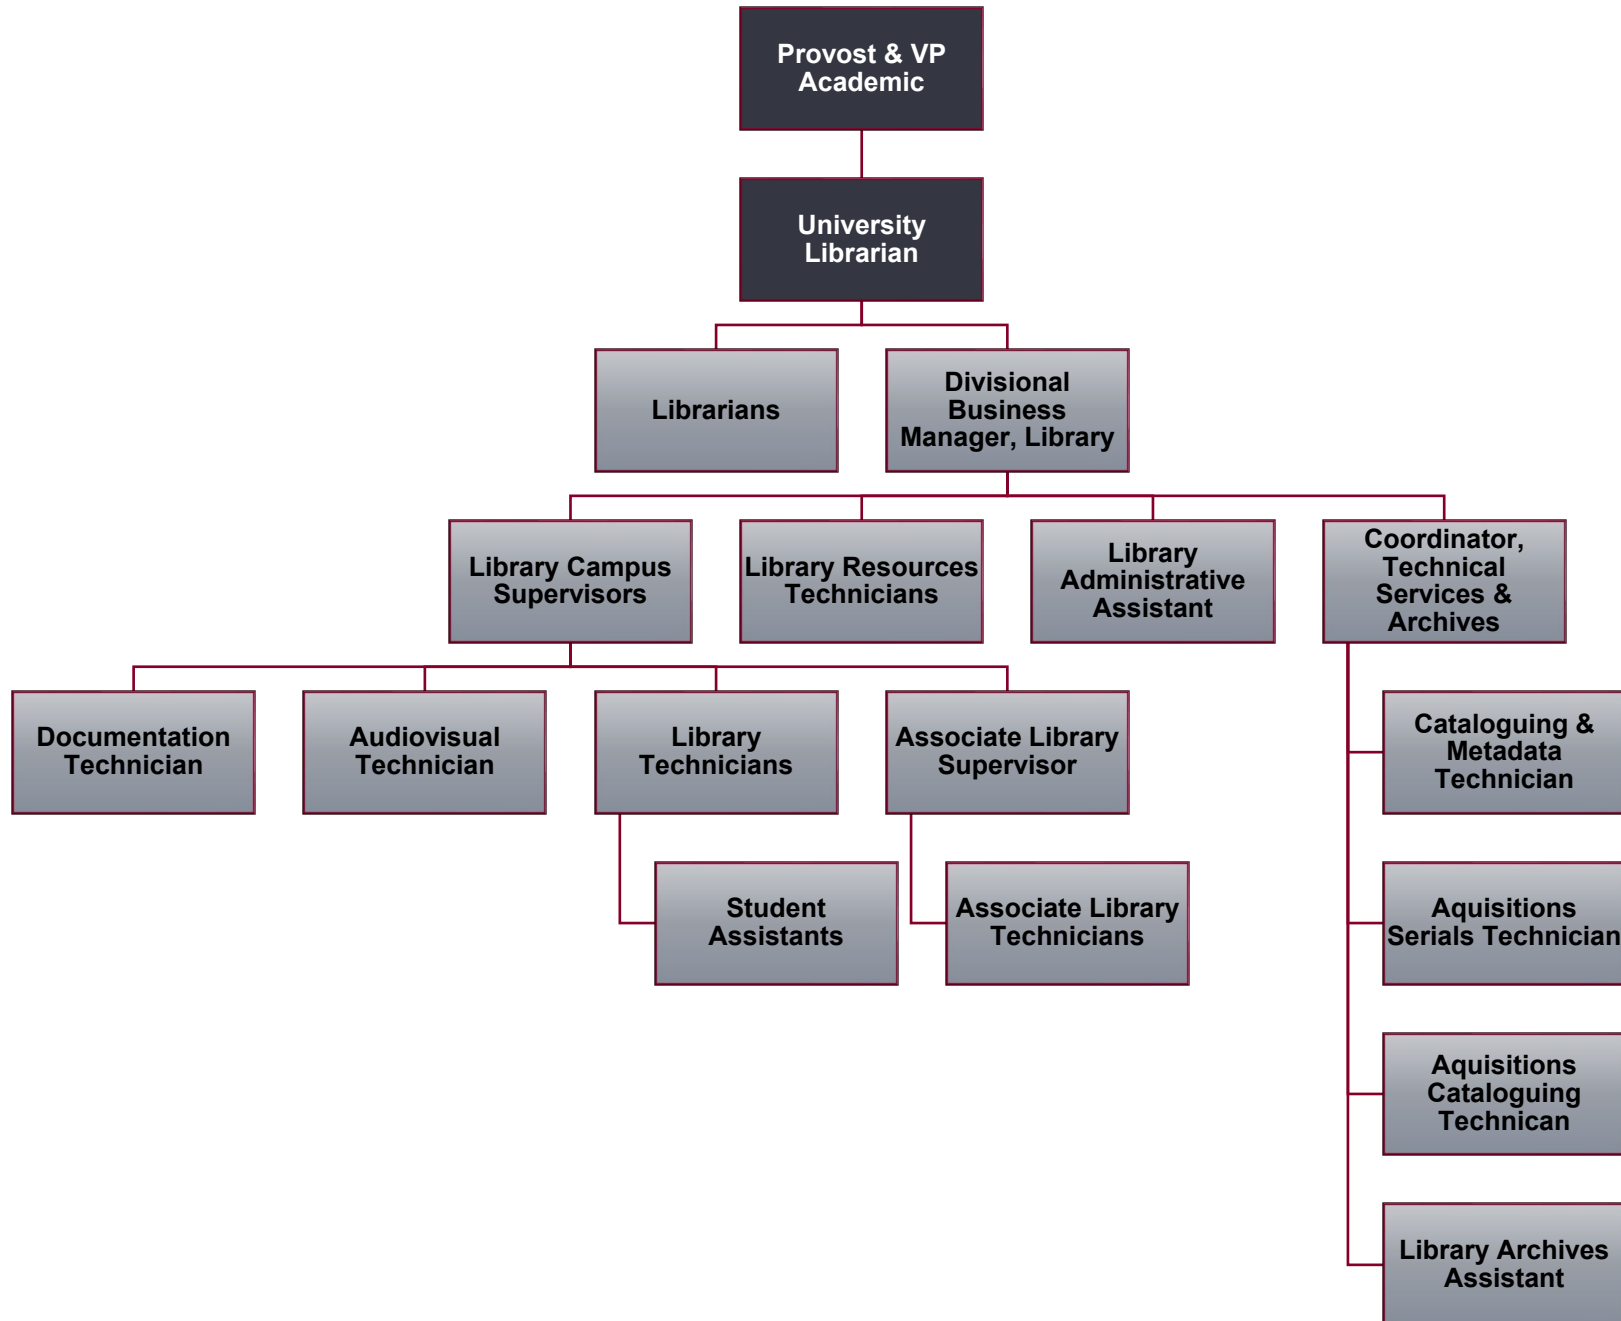 Provost & VP
Academic
University
Librarian
Librarians
Divisional
Business
Manager, Library
Library Campus
Supervisors
Library Resources
Technicians
Library
Administrative
Assistant
Coordinator,
Technical
Services &
Archives
Documentation
Technician
Audiovisual
Technician
Library
Technicians
Associate Library
Supervisor
Cataloguing &
Metadata
Technician
Student
Assistants
Associate Library
Technicians
Aquisitions
Serials Technician
Aquisitions
Cataloguing
Technican
Library Archives
Assistant